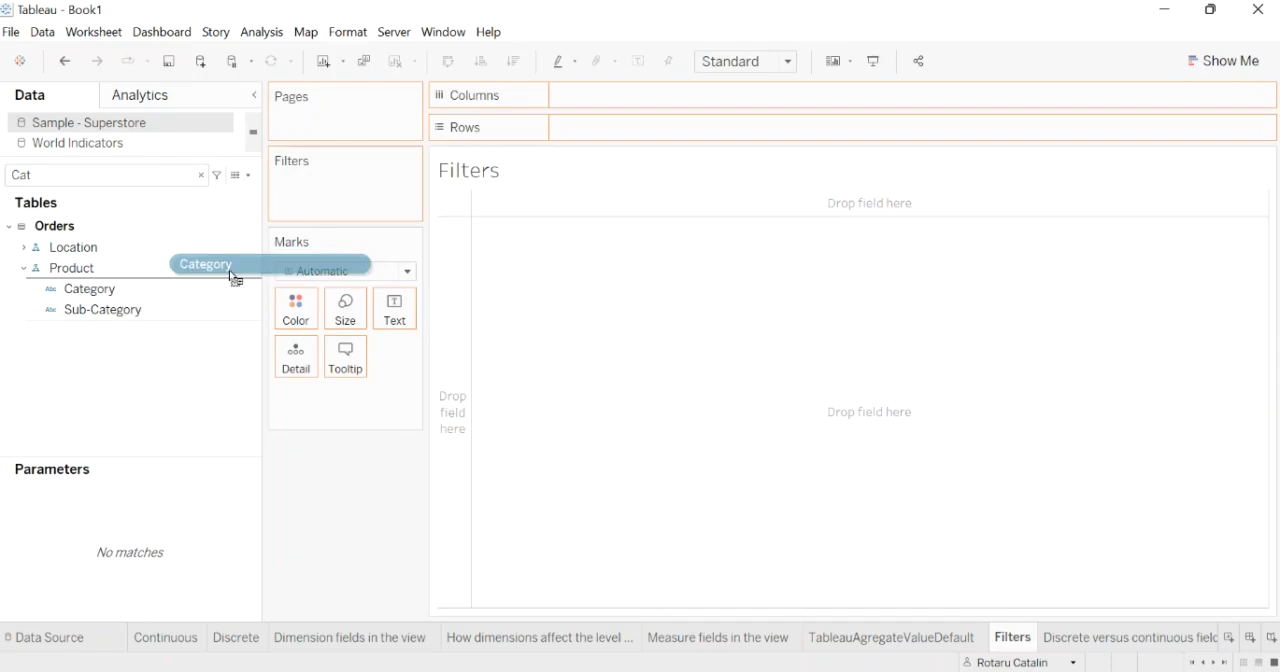 Tableau - Book1
File Data Worksheet Dashboard Story Analysis Map Format Server Window Help
Standard
Show Me
Data Analytics
Sample - Superstore
World Indicators
Cat
Tables
Orders
Location
Product
Abc Category
Abc Sub-Category
Category
Parameters
No matches
Pages
Filters
Marks
Automatic
Color Size Text
Detail Tooltip
Columns
Rows
Filters
Drop field here
Drop
field
here
Drop field here
Data Source Continuous Discrete Dimension fields in the view How dimensions affect the level ... Measure fields in the view TableauAgregateValueDefault Filters Discrete versus continuous fielc
Rotaru Catalin